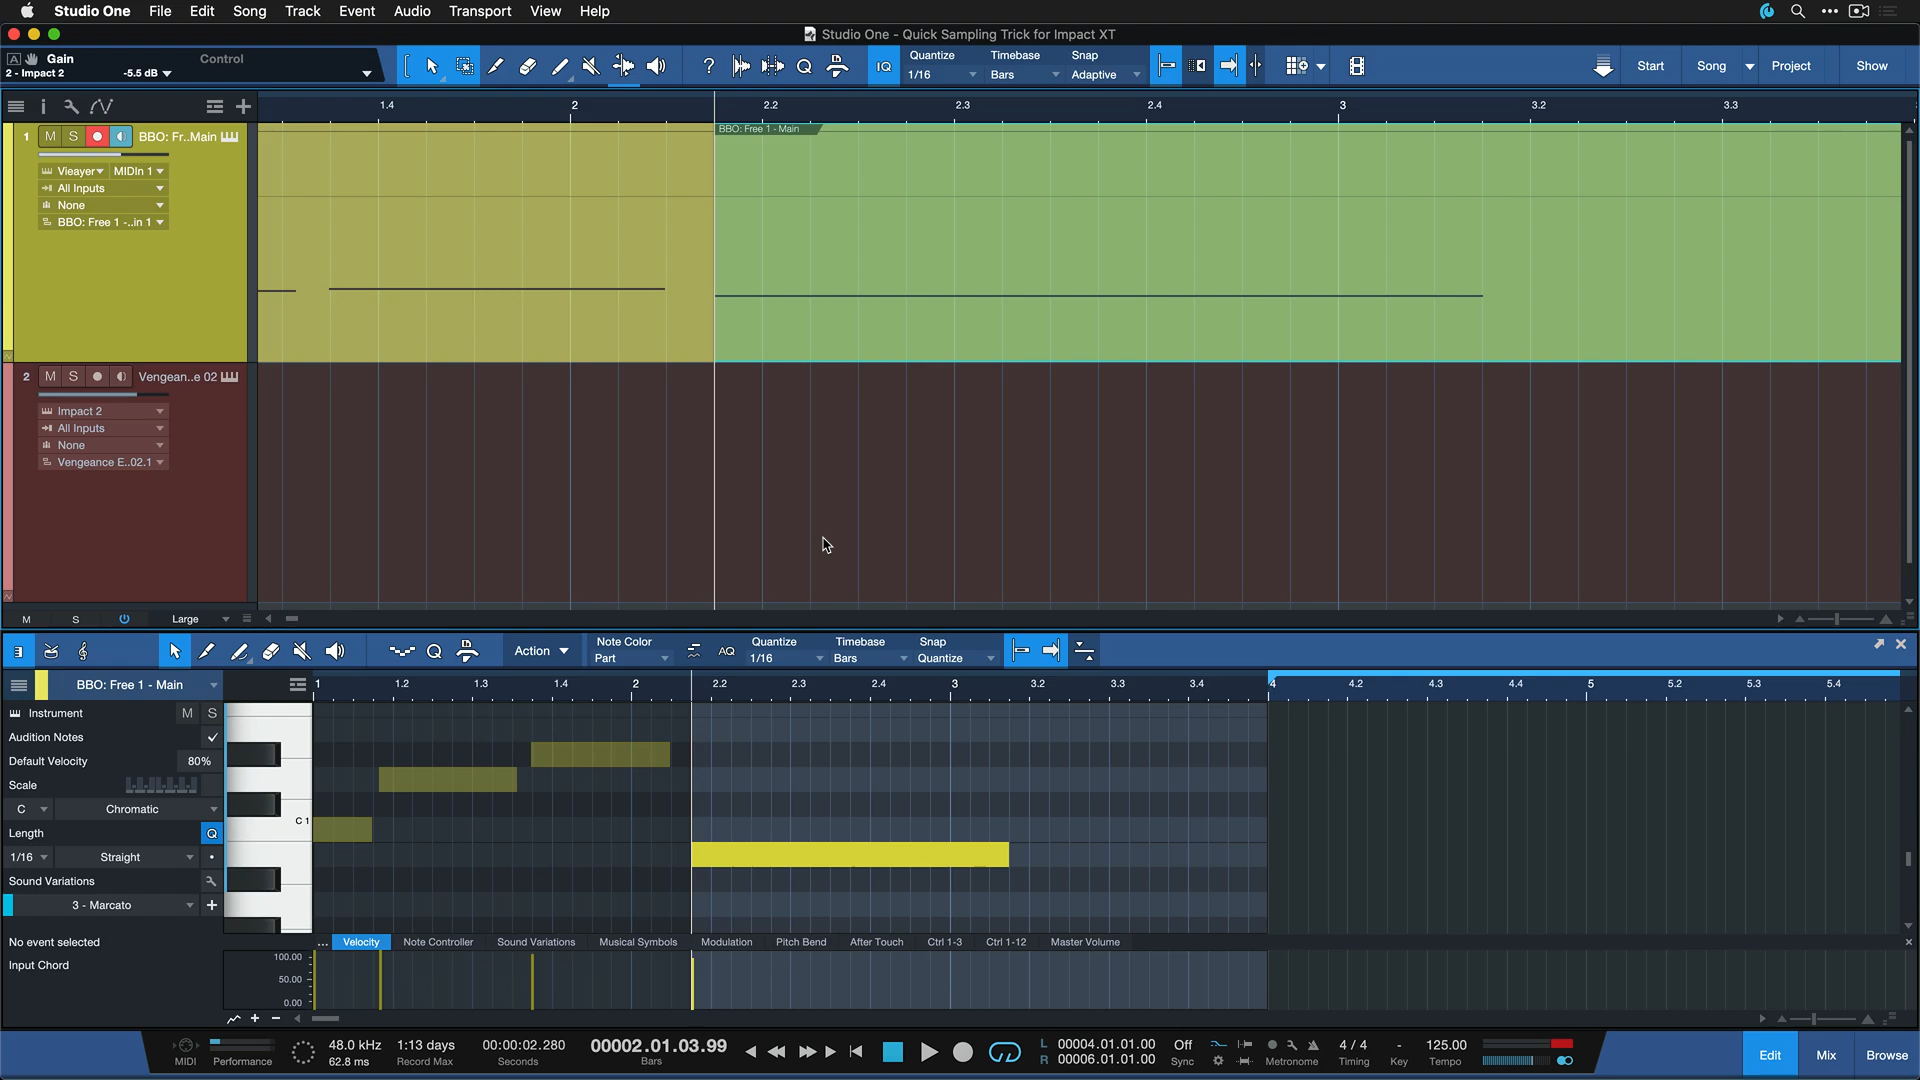 Studio One File Edit Song Track Event Audio Transport View Help
Studio One - Quick Sampling Trick for Impact XT
Gain Control
2 - Impact 2 -5.5 dB
Quantize Timebase Snap
1/16 Bars Adaptive
IQ
Start Song Project Show
1.4 2 2.2 2.3 2.4 3 3.2 3.3
1 M S BBO: Fr..Main
BBO: Free 1 - Main
Vieayer MIDIn 1
All Inputs
None
BBO: Free 1 -..in 1
2 M S Vengean..e 02
Impact 2
All Inputs
None
Vengeance E..02.1
M S Large
Action
Note Color
Part
AQ
Quantize Timebase Snap
1/16 Bars Quantize
BBO: Free 1 - Main
1 1.2 1.3 1.4 2 2.2 2.3 2.4 3 3.2 3.3 3.4 4 4.2 4.3 4.4 5 5.2 5.3 5.4
Instrument M S
Audition Notes
Default Velocity 80%
Scale
C Chromatic
C 1
Length Q
1/16 Straight
Sound Variations
3 - Marcato
No event selected
Input Chord
... Velocity Note Controller Sound Variations Musical Symbols Modulation Pitch Bend After Touch Ctrl 1-3 Ctrl 1-12 Master Volume
100.00
50.00
0.00
MIDI Performance
48.0 kHz
62.8 ms
1:13 days
Record Max
00:00:02.280
Seconds
00002.01.03.99
Bars
L 00004.01.01.00
R 00006.01.01.00
Off
Sync
Metronome
4 / 4
Timing
-
Key
125.00
Tempo
Edit Mix Browse